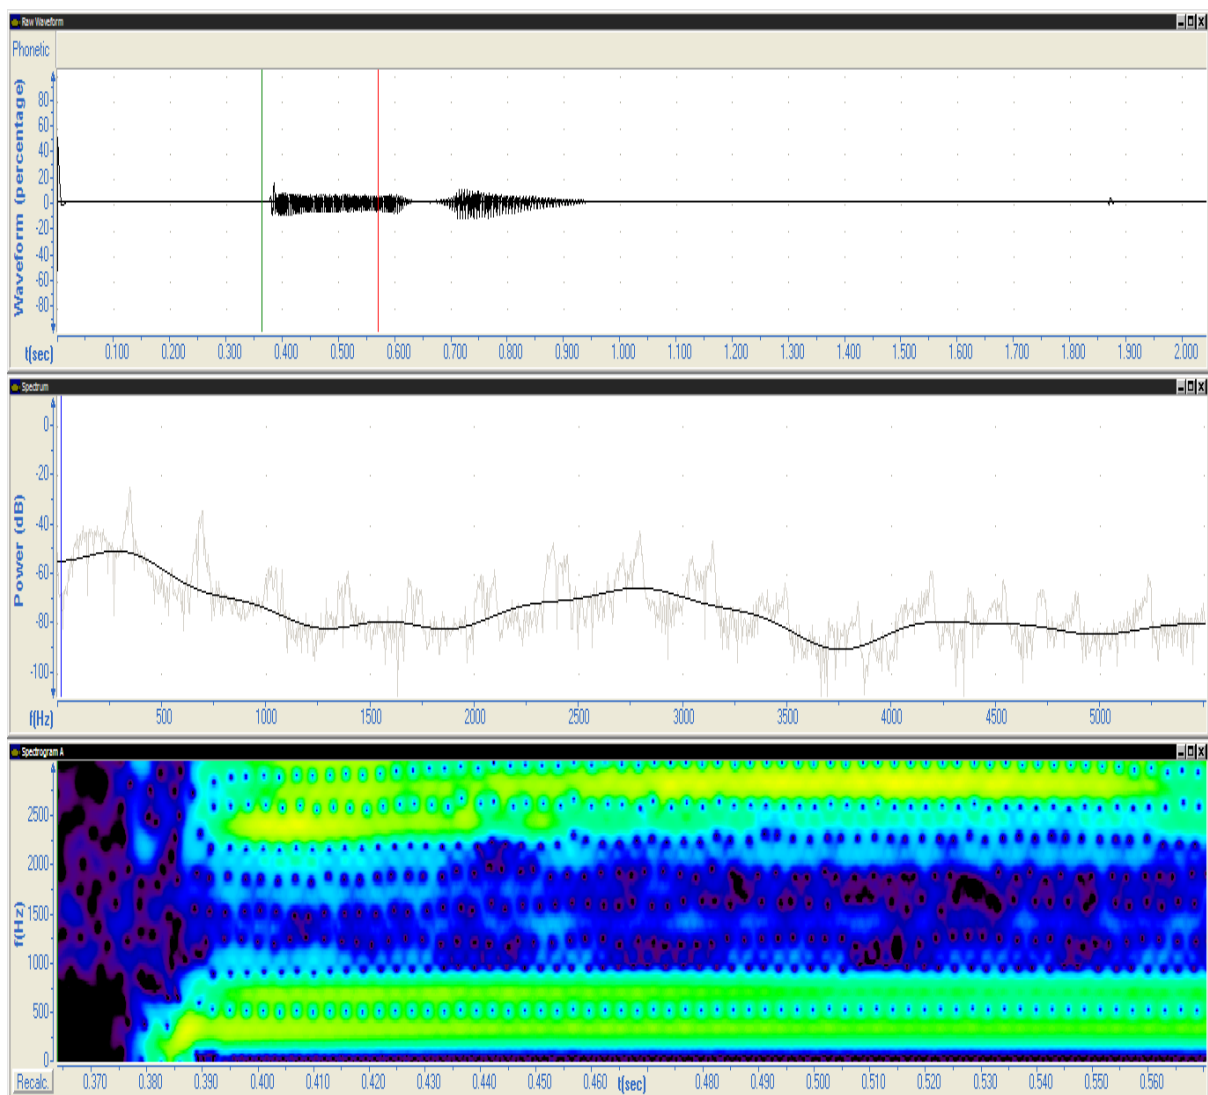 Raw Waveform
Phonetic
Waveform (percentage)
80
60
40
20
0
-20
-40
-60
-80
t(sec) 0.100 0.200 0.300 0.400 0.500 0.600 0.700 0.800 0.900 1.000 1.100 1.200 1.300 1.400 1.500 1.600 1.700 1.800 1.900 2.000
Spectrum
Power (dB)
0
-20
-40
-60
-80
-100
f(Hz) 500 1000 1500 2000 2500 3000 3500 4000 4500 5000
Spectrogram A
f(Hz)
2500
2000
1500
1000
500
0
Recalc. 0.370 0.380 0.390 0.400 0.410 0.420 0.430 0.440 0.450 0.460 t(sec) 0.480 0.490 0.500 0.510 0.520 0.530 0.540 0.550 0.560